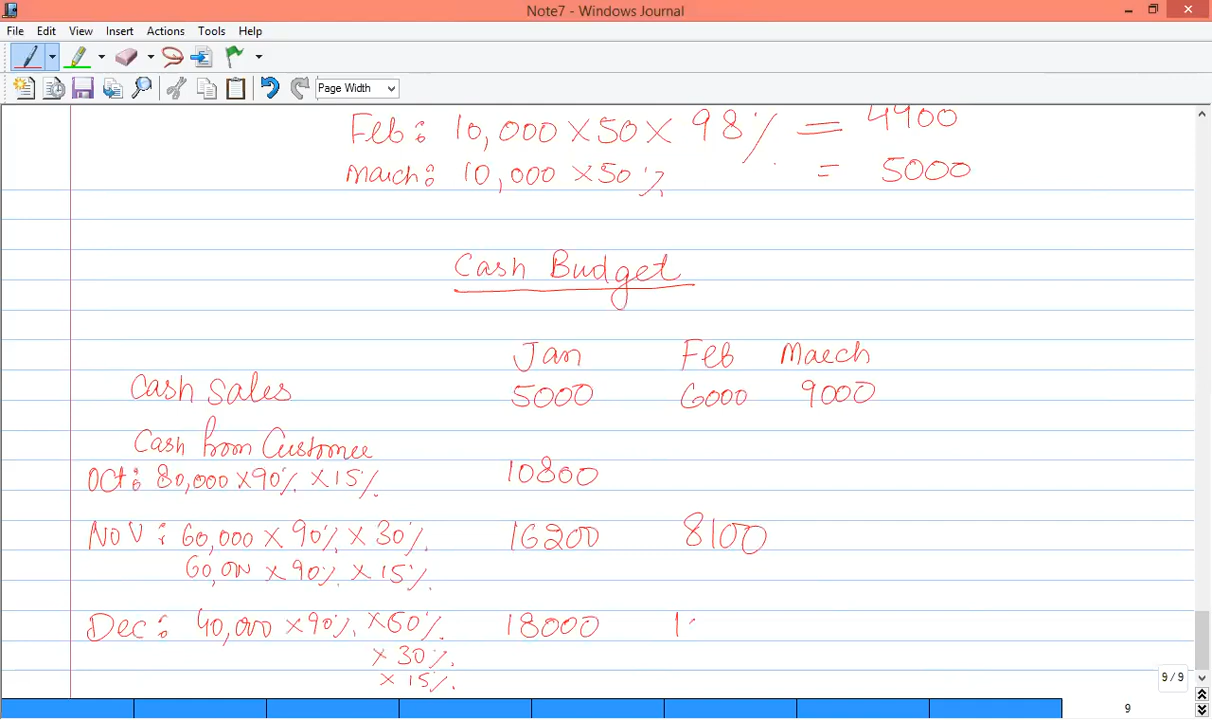 Note7 - Windows Journal
File Edit View Insert Actions Tools Help
Page Width
Feb: 10,000 X 50 X 98% = 4900
March: 10,000 X 50% = 5000
Cash Budget
Jan Feb March
Cash Sales 5000 6000 9000
Cash from Customer
Oct: 80,000 X 90% X 15% 10800
NOV: 60,000 X 90% X 30% 16200 8100
60,000 X 90% X 15%
Dec: 40,000 X 90% X 50% 18000 1
X 30%
X 15%
9 / 9
9